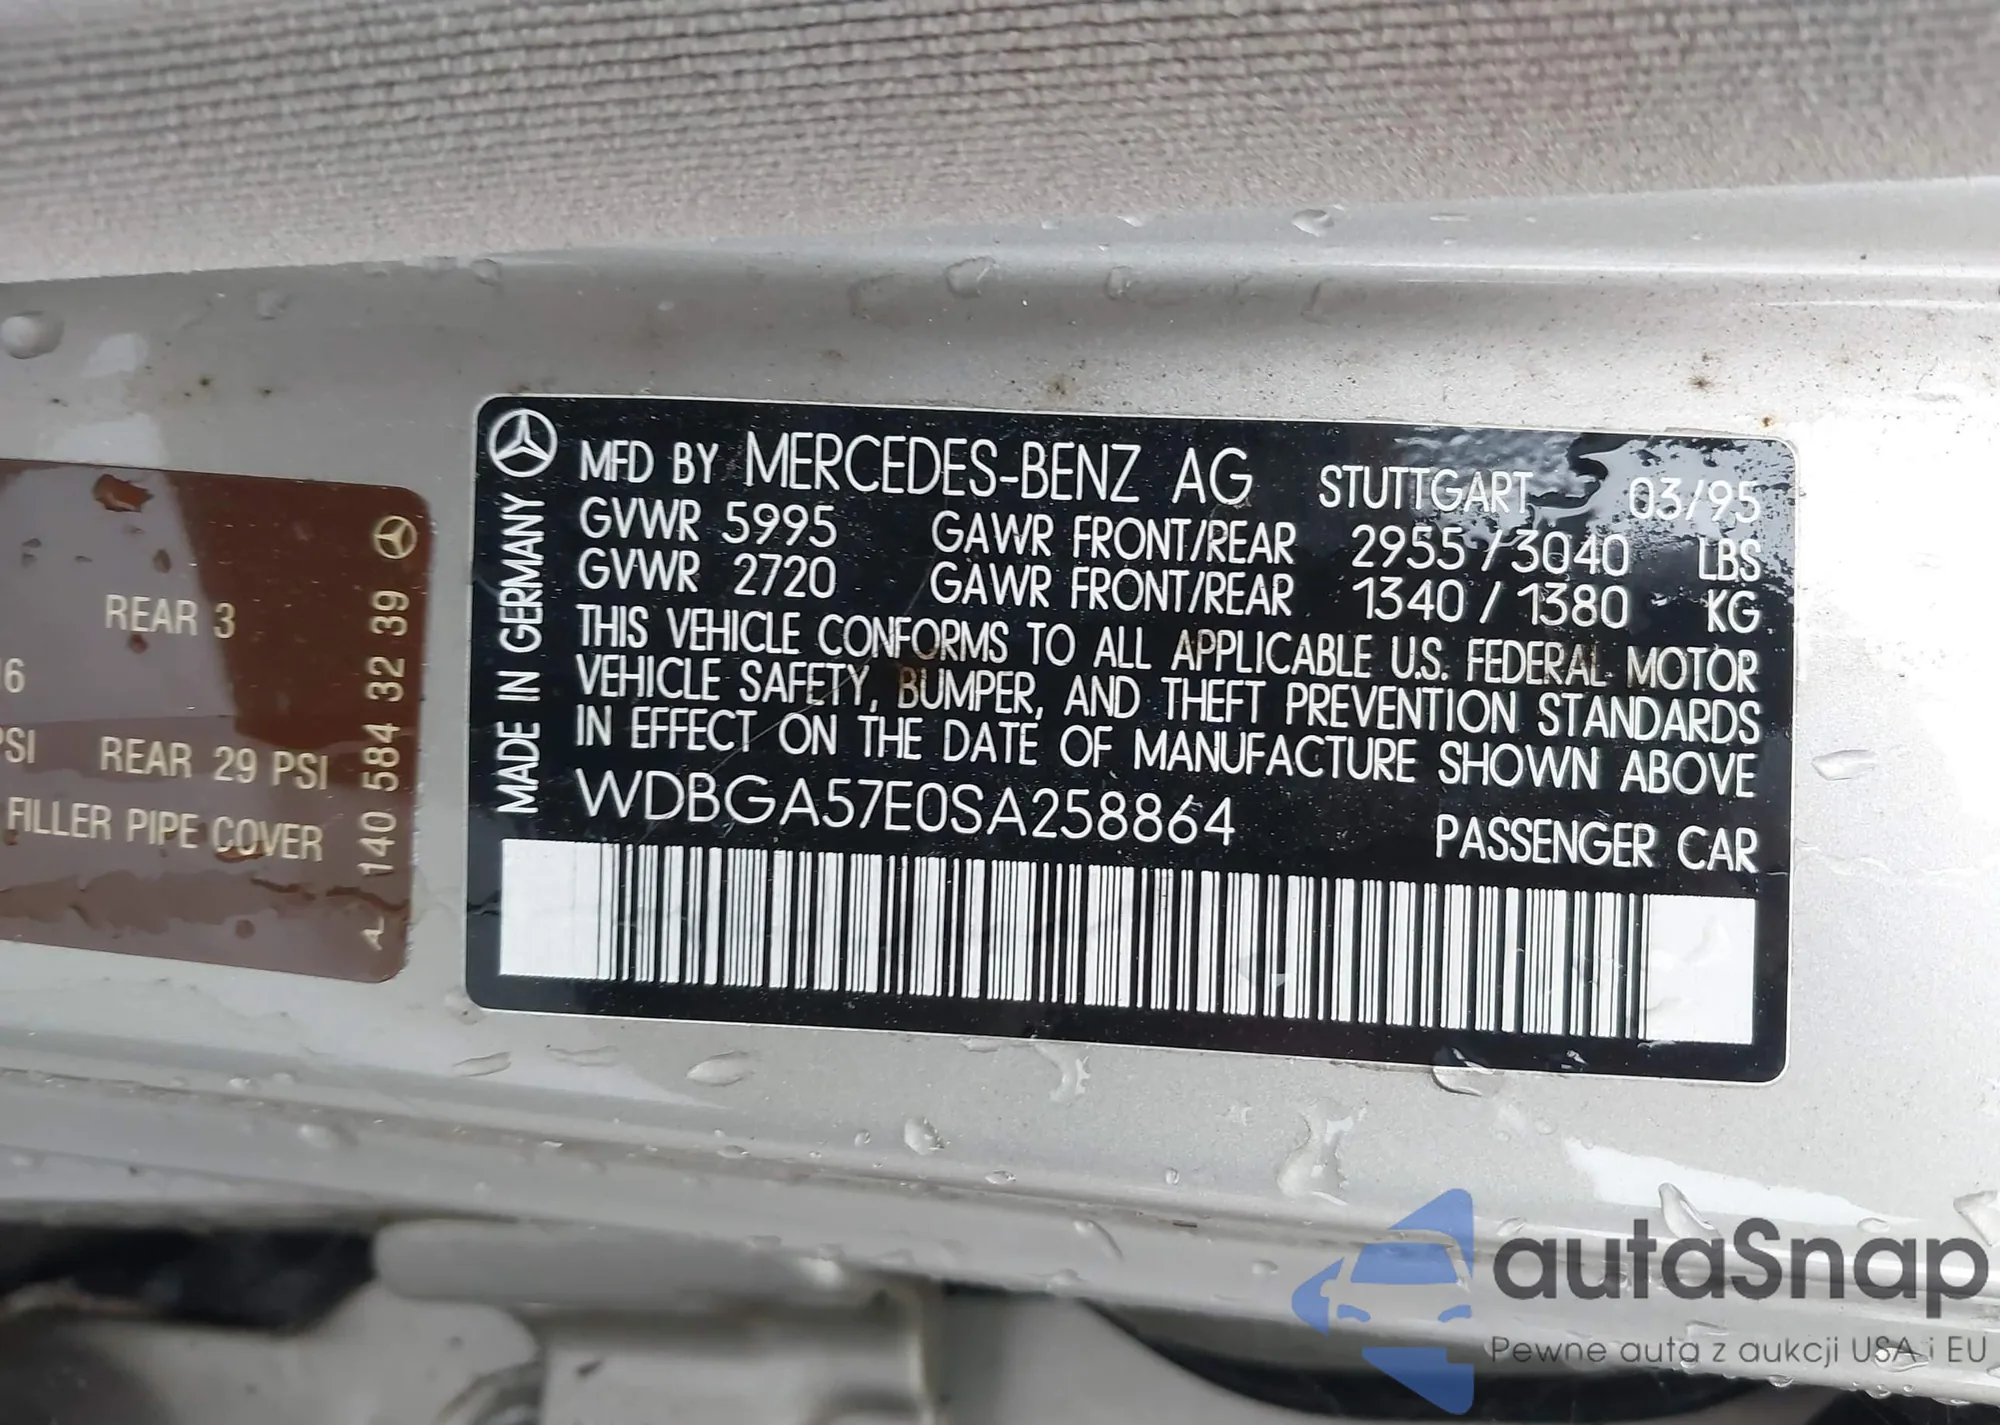 REAR 3
16
PSI REAR 29 PSI
FILLER PIPE COVER
A 140 584 32 39
MADE IN GERMANY
MFD BY MERCEDES-BENZ AG STUTTGART 03/95
GVWR 5995 GAWR FRONT/REAR 2955/3040 LBS
GVWR 2720 GAWR FRONT/REAR 1340/1380 KG
THIS VEHICLE CONFORMS TO ALL APPLICABLE U.S. FEDERAL MOTOR
VEHICLE SAFETY, BUMPER, AND THEFT PREVENTION STANDARDS
IN EFFECT ON THE DATE OF MANUFACTURE SHOWN ABOVE
WDBGA57E0SA258864 PASSENGER CAR
autaSnap
Pewne auta z aukcji USA i EU